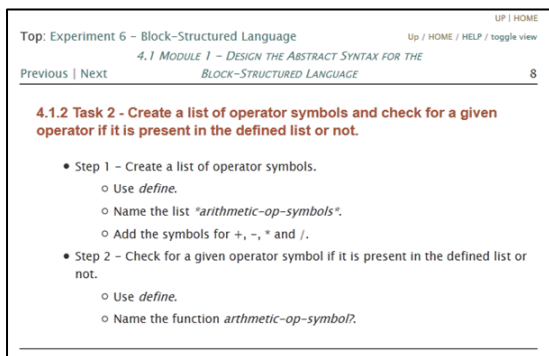 UP | HOME
Top: Experiment 6 - Block-Structured Language
Up / HOME / HELP / toggle view
4.1 MODULE 1 – DESIGN THE ABSTRACT SYNTAX FOR THE
Previous | Next
BLOCK-STRUCTURED LANGUAGE
8
4.1.2 Task 2 - Create a list of operator symbols and check for a given
operator if it is present in the defined list or not.
• Step 1 – Create a list of operator symbols.
○ Use define.
○ Name the list *arithmetic-op-symbols*.
○ Add the symbols for +, -, * and /.
• Step 2 – Check for a given operator symbol if it is present in the defined list or
not.
○ Use define.
○ Name the function arthmetic-op-symbol?.